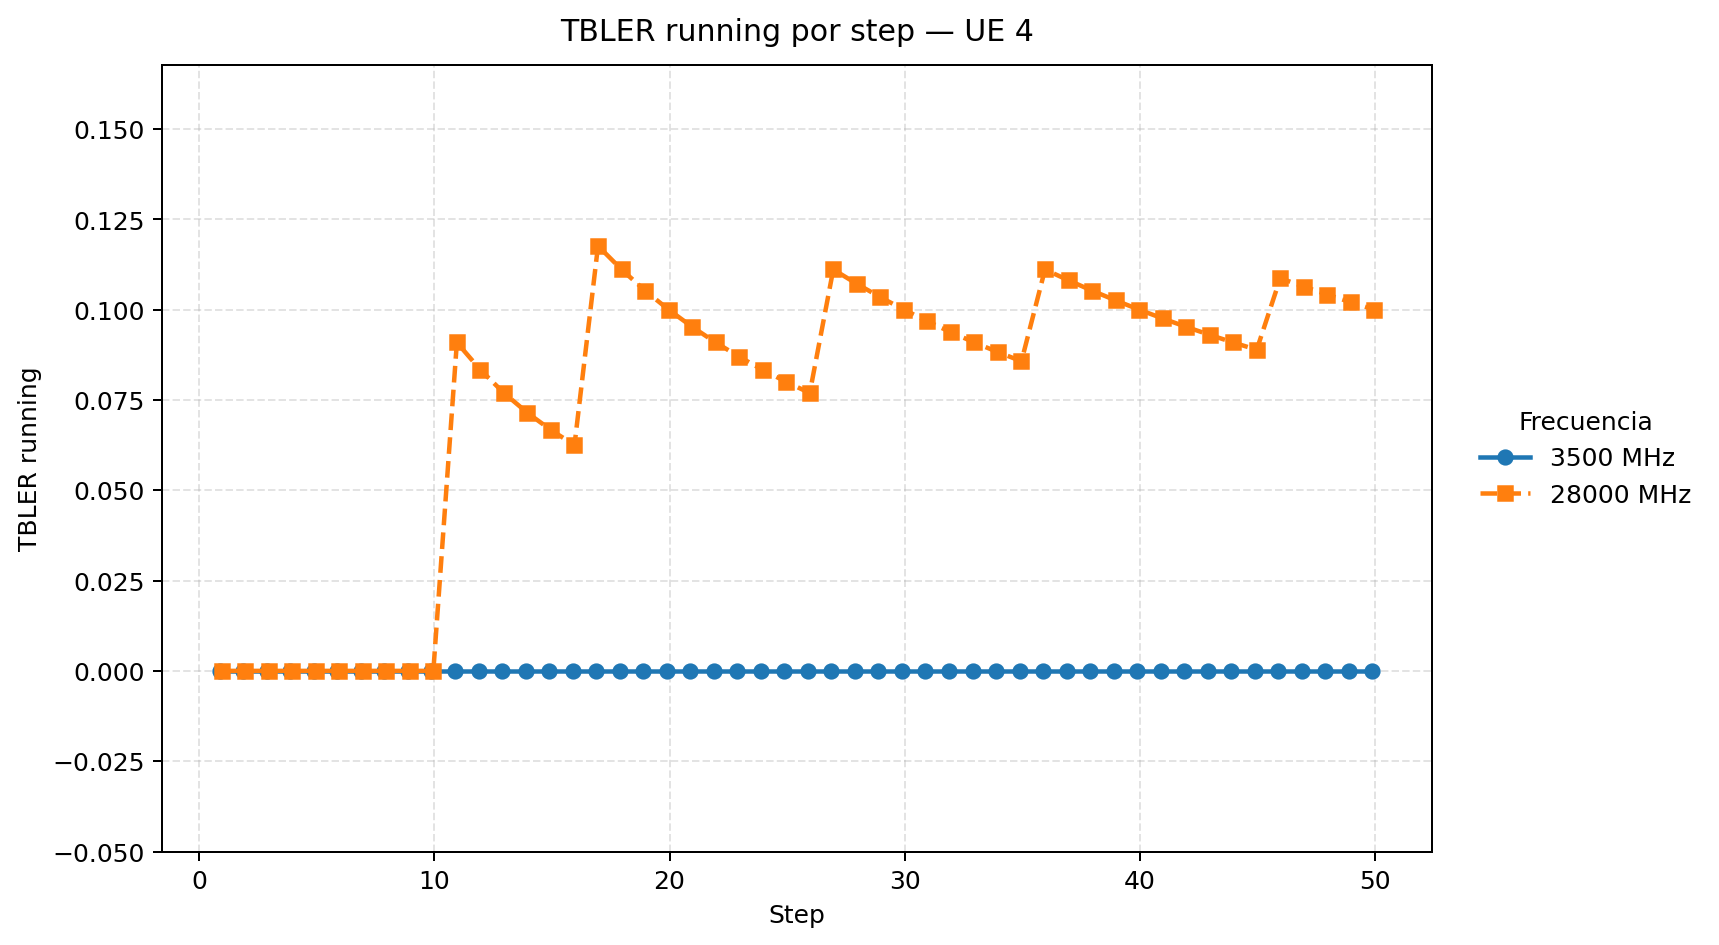 TBLER running por step — UE 4
0.150
0.125
0.100
0.075
0.050
0.025
0.000
−0.025
−0.050
TBLER running
0
10
20
30
40
50
Step
Frecuencia
3500 MHz
28000 MHz